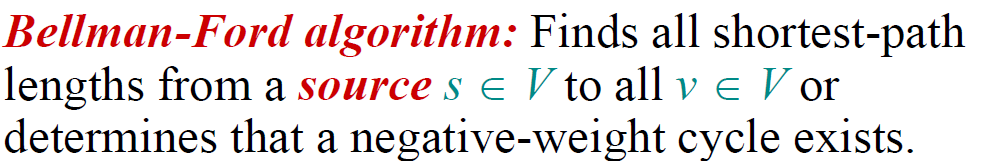 Bellman-Ford algorithm: Finds all shortest-path
lengths from a source s ∈ V to all v ∈ V or
determines that a negative-weight cycle exists.